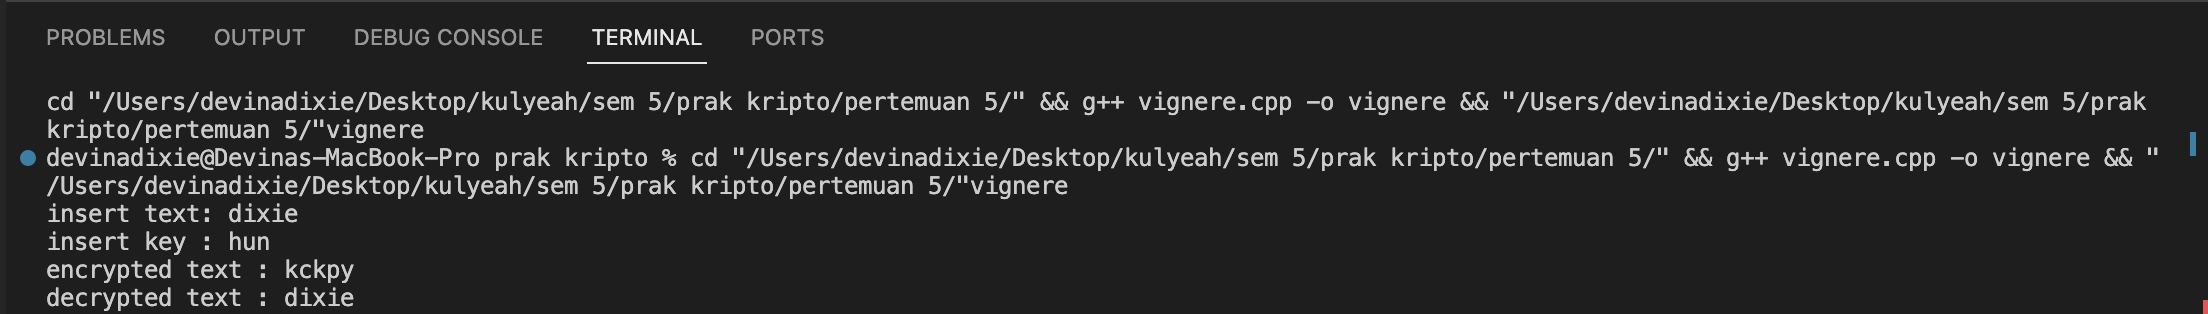 PROBLEMS OUTPUT DEBUG CONSOLE TERMINAL PORTS
cd "/Users/devinadixie/Desktop/kulyeah/sem 5/prak kripto/pertemuan 5/" && g++ vignere.cpp -o vignere && "/Users/devinadixie/Desktop/kulyeah/sem 5/prak
kripto/pertemuan 5/"vignere
devinadixie@Devinas-MacBook-Pro prak kripto % cd "/Users/devinadixie/Desktop/kulyeah/sem 5/prak kripto/pertemuan 5/" && g++ vignere.cpp -o vignere && "
/Users/devinadixie/Desktop/kulyeah/sem 5/prak kripto/pertemuan 5/"vignere
insert text: dixie
insert key : hun
encrypted text : kckpy
decrypted text : dixie